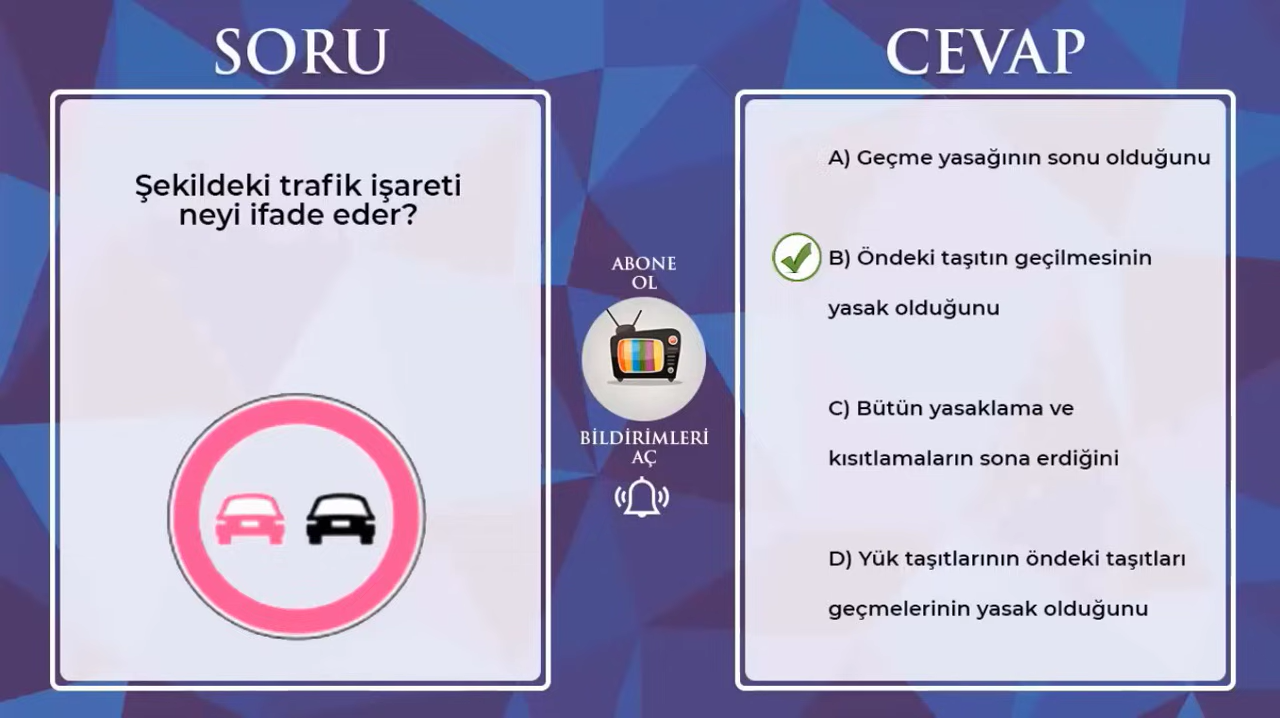 SORU
Şekildeki trafik işareti
neyi ifade eder?
ABONE
OL
BİLDİRİMLERİ
AÇ
CEVAP
A) Geçme yasağının sonu olduğunu
B) Öndeki taşıtın geçilmesinin
yasak olduğunu
C) Bütün yasaklama ve
kısıtlamaların sona erdiğini
D) Yük taşıtlarının öndeki taşıtları
geçmelerinin yasak olduğunu